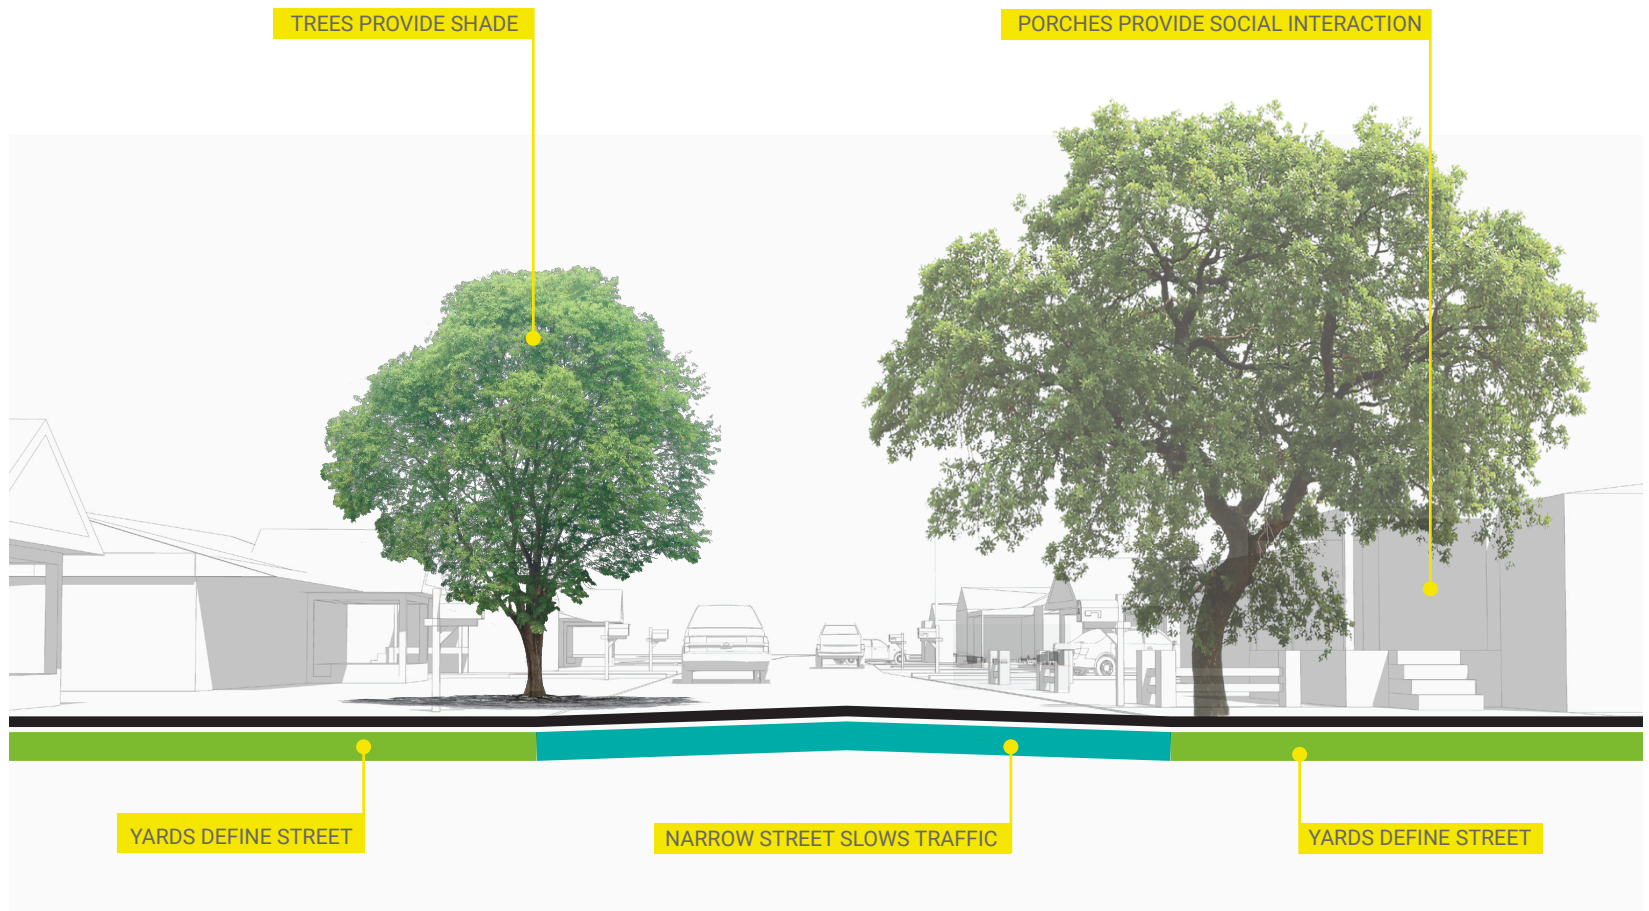 TREES PROVIDE SHADE
PORCHES PROVIDE SOCIAL INTERACTION
YARDS DEFINE STREET
NARROW STREET SLOWS TRAFFIC
YARDS DEFINE STREET